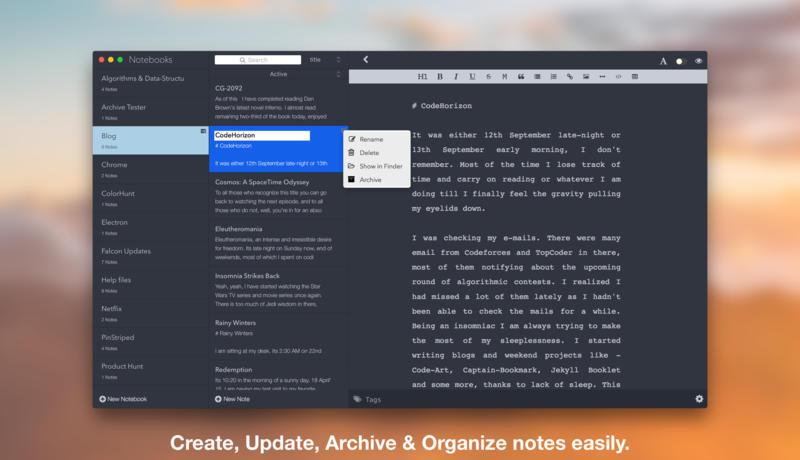 Notebooks
Algorithms & Data-Structu
4 Notes
Archive Tester
1 Notes
Blog
8 Notes
Chrome
2 Notes
ColorHunt
1 Notes
Electron
1 Notes
Falcon Updates
7 Notes
Help files
8 Notes
Netflix
2 Notes
PinStriped
4 Notes
Product Hunt
1 Notes
New Notebook
Search
title
Active
CG-2092
As of this I have completed reading Dan
Brown's latest novel Inferno. I almost read
remaining two-third of the book today, enjoyed
CodeHorizon
# CodeHorizon
It was either 12th September late-night or 13th
Cosmos: A SpaceTime Odyssey
To all those who recognize this title you can go
back to watching the next episode, and to all
those who do not, well, you're in for an abso
Eleutheromania
Eleutheromania, an intense and irresistible desire
for freedom. Its late night on Sunday now, end of
weekends, most of which I spent on codi
Insomnia Strikes Back
Yeah, yeah, I have started watching the Star
Wars TV series and movie series once again.
There is too much of Jedi wisdom in there,
Rainy Winters
# Rainy Winters
i am sitting at my desk. Its 2:30 AM on 22nd
Redemption
Its 10:20 in the morning of a sunny day, 18 April'
15. I am paying my last visit to my favorite
New Note
Rename
Delete
Show in Finder
Archive
A
H1 B I U S M
# CodeHorizon
It was either 12th September late-night or
13th September early morning, I don't
remember. Most of the time I lose track of
time and carry on reading or whatever I am
doing till I finally feel the gravity pulling
my eyelids down.
I was checking my e-mails. There were many
email from Codeforces and TopCoder in there,
most of them notifying about the upcoming
round of algorithmic contests. I realized I
had missed a lot of them lately as I hadn't
been able to check the mails for a while.
Being an insomniac I am always trying to make
the most of my sleeplessness. I started
writing blogs and weekend projects like -
Code-Art, Captain-Bookmark, Jekyll Booklet
and some more, thanks to lack of sleep. This
Tags
Create, Update, Archive & Organize notes easily.